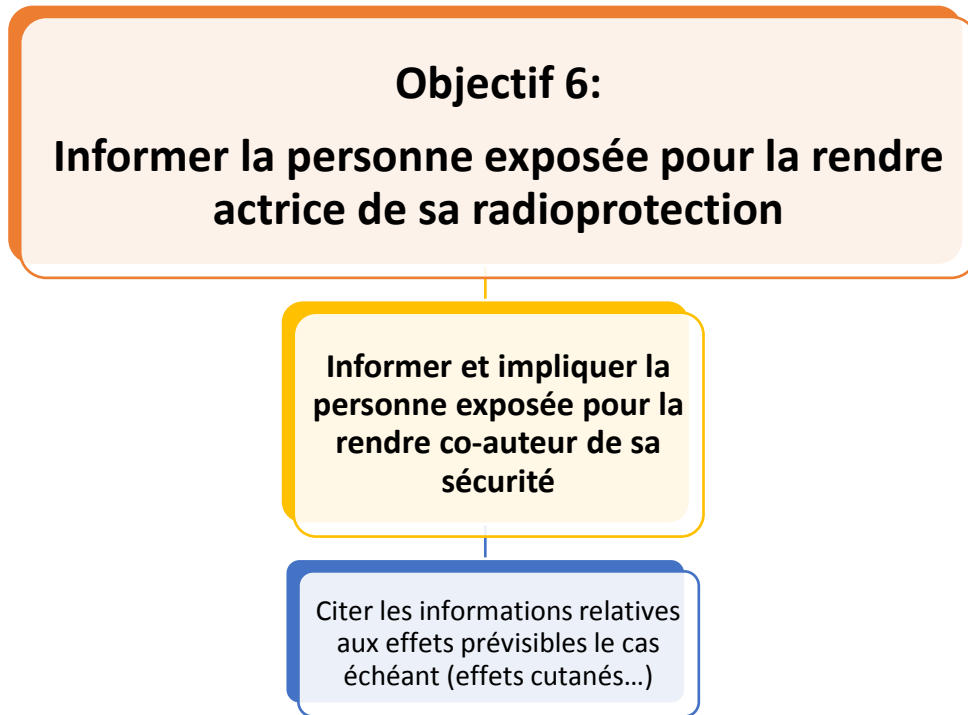 Objectif 6:
Informer la personne exposée pour la rendre
actrice de sa radioprotection
Informer et impliquer la
personne exposée pour la
rendre co-auteur de sa
sécurité
Citer les informations relatives
aux effets prévisibles le cas
échéant (effets cutanés…)